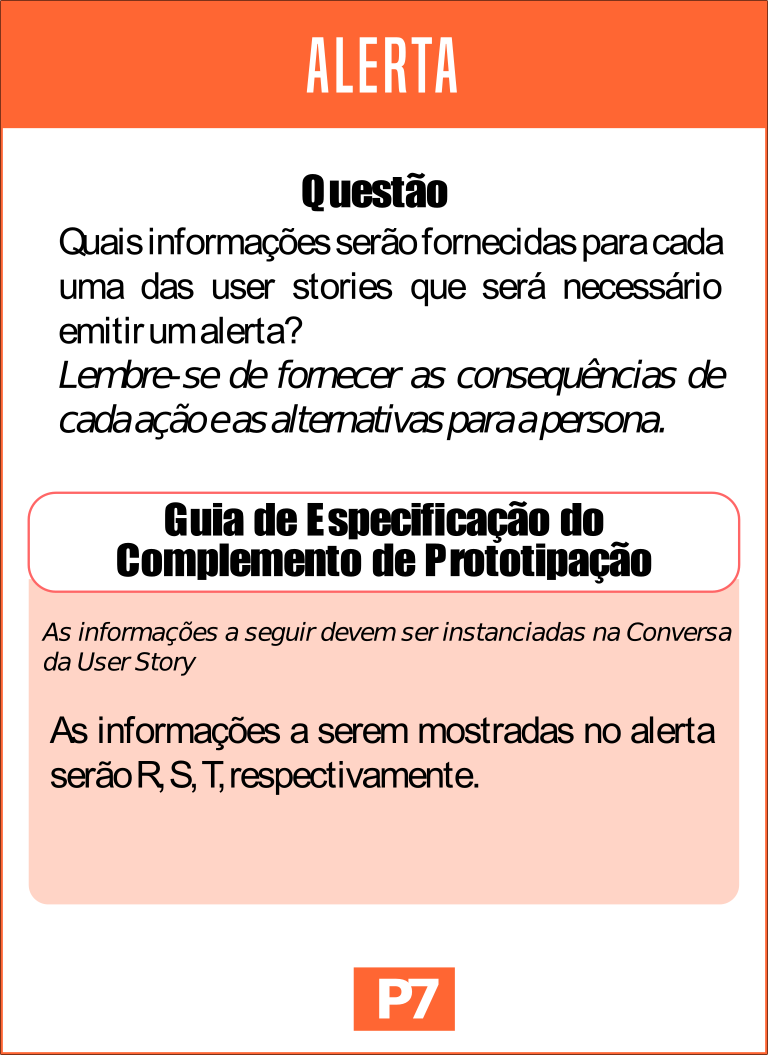 ALERTA
Questão
Quais informações serão fornecidas para cada
uma das user stories que será necessário
emitir um alerta?
Lembre-se de fornecer as consequências de
cada ação e as alternativas para a persona.
Guia de Especificação do
Complemento de Prototipação
As informações a seguir devem ser instanciadas na Conversa
da User Story
As informações a serem mostradas no alerta
serão R, S, T, respectivamente.
P7